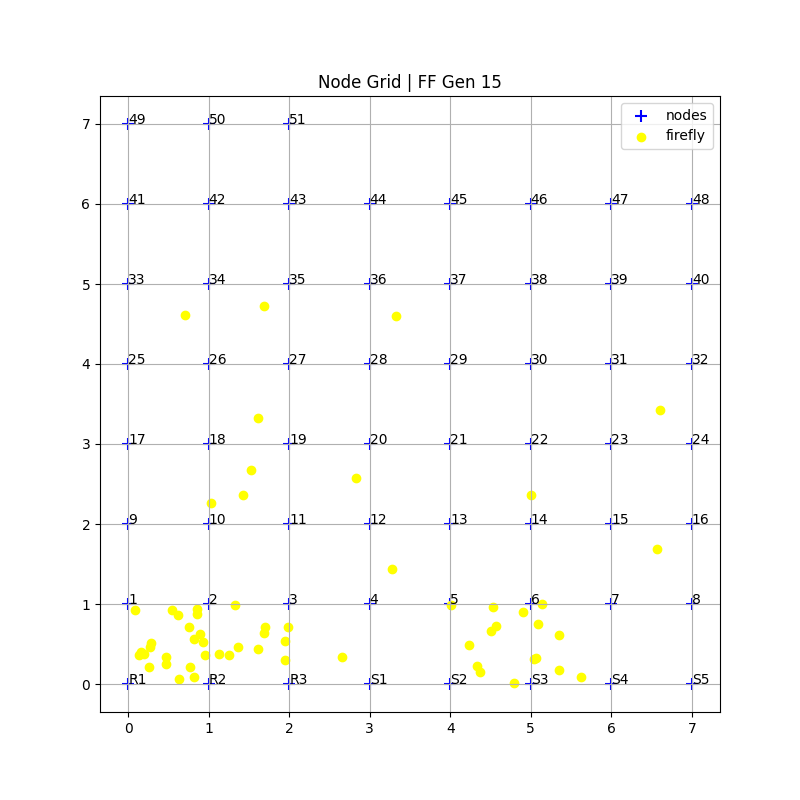 Node Grid | FF Gen 15
nodes
firefly
7
49 50 51
6
41 42 43 44 45 46 47 48
5
33 34 35 36 37 38 39 40
4
25 26 27 28 29 30 31 32
3
17 18 19 20 21 22 23 24
2
9 10 11 12 13 14 15 16
1
1 2 3 4 5 6 7 8
0
R1 R2 R3 S1 S2 S3 S4 S5
0 1 2 3 4 5 6 7